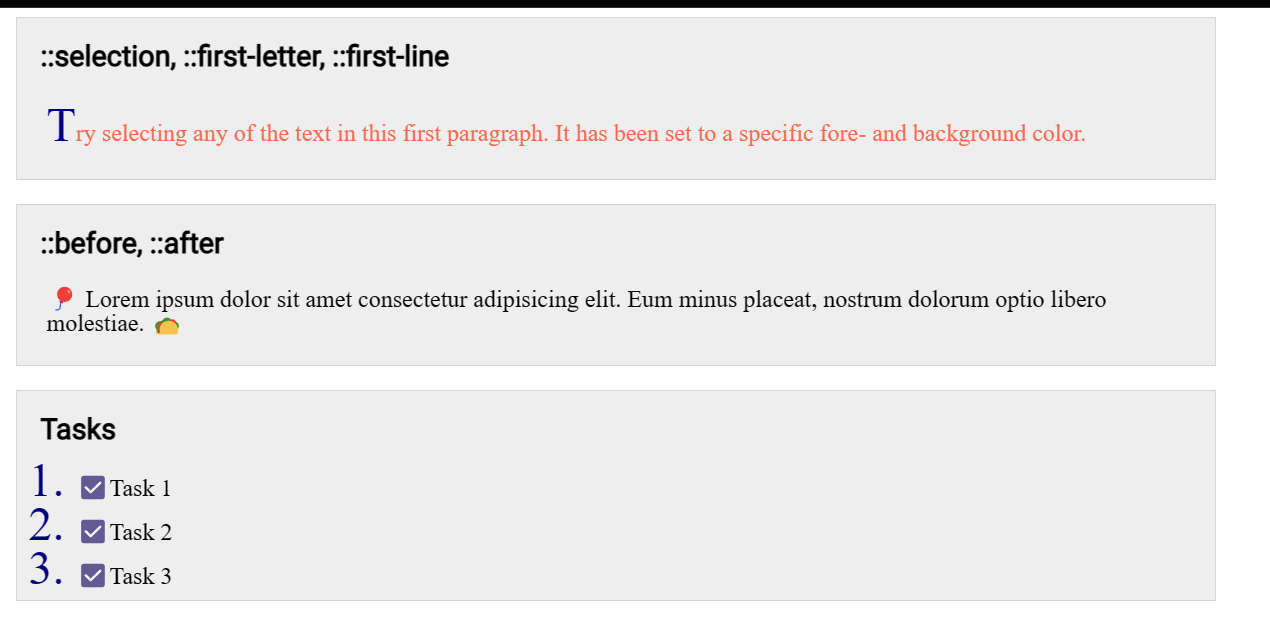 ::selection, ::first-letter, ::first-line
Try selecting any of the text in this first paragraph. It has been set to a specific fore- and background color.
::before, ::after
🎈 Lorem ipsum dolor sit amet consectetur adipisicing elit. Eum minus placeat, nostrum dolorum optio libero
molestiae. 🌮
Tasks
1. ☑ Task 1
2. ☑ Task 2
3. ☑ Task 3